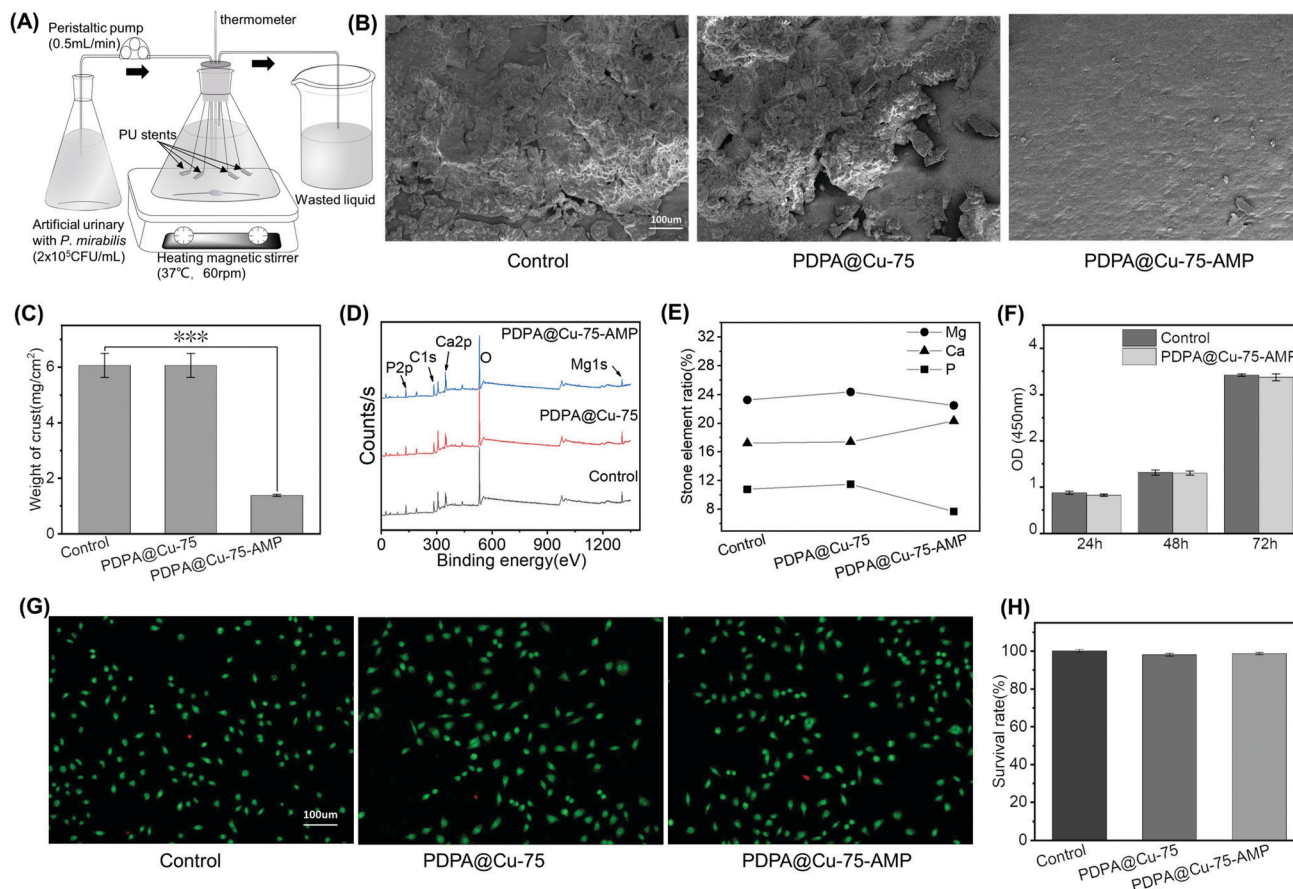 (A)
thermometer
Peristaltic pump
(0.5mL/min)
PU stents
Wasted liquid
Artificial urinary
with P. mirabilis
(2x10⁵CFU/mL)
Heating magnetic stirrer
(37℃, 60rpm)
(B)
100um
Control
PDPA@Cu-75
PDPA@Cu-75-AMP
(C)
Weight of crust(mg/cm²)
8
6
4
2
0
***
Control
PDPA@Cu-75
PDPA@Cu-75-AMP
(D)
Counts/s
PDPA@Cu-75-AMP
Ca2p
C1s
P2p
O
Mg1s
PDPA@Cu-75
Control
0
300
600
900
1200
Binding energy(eV)
(E)
Stone element ratio(%)
32
28
24
20
16
12
8
Mg
Ca
P
Control
PDPA@Cu-75
PDPA@Cu-75-AMP
(F)
OD (450nm)
4
3
2
1
0
Control
PDPA@Cu-75-AMP
24h
48h
72h
(G)
100um
Control
PDPA@Cu-75
PDPA@Cu-75-AMP
(H)
Survival rate(%)
120
100
80
60
40
20
0
Control
PDPA@Cu-75
PDPA@Cu-75-AMP